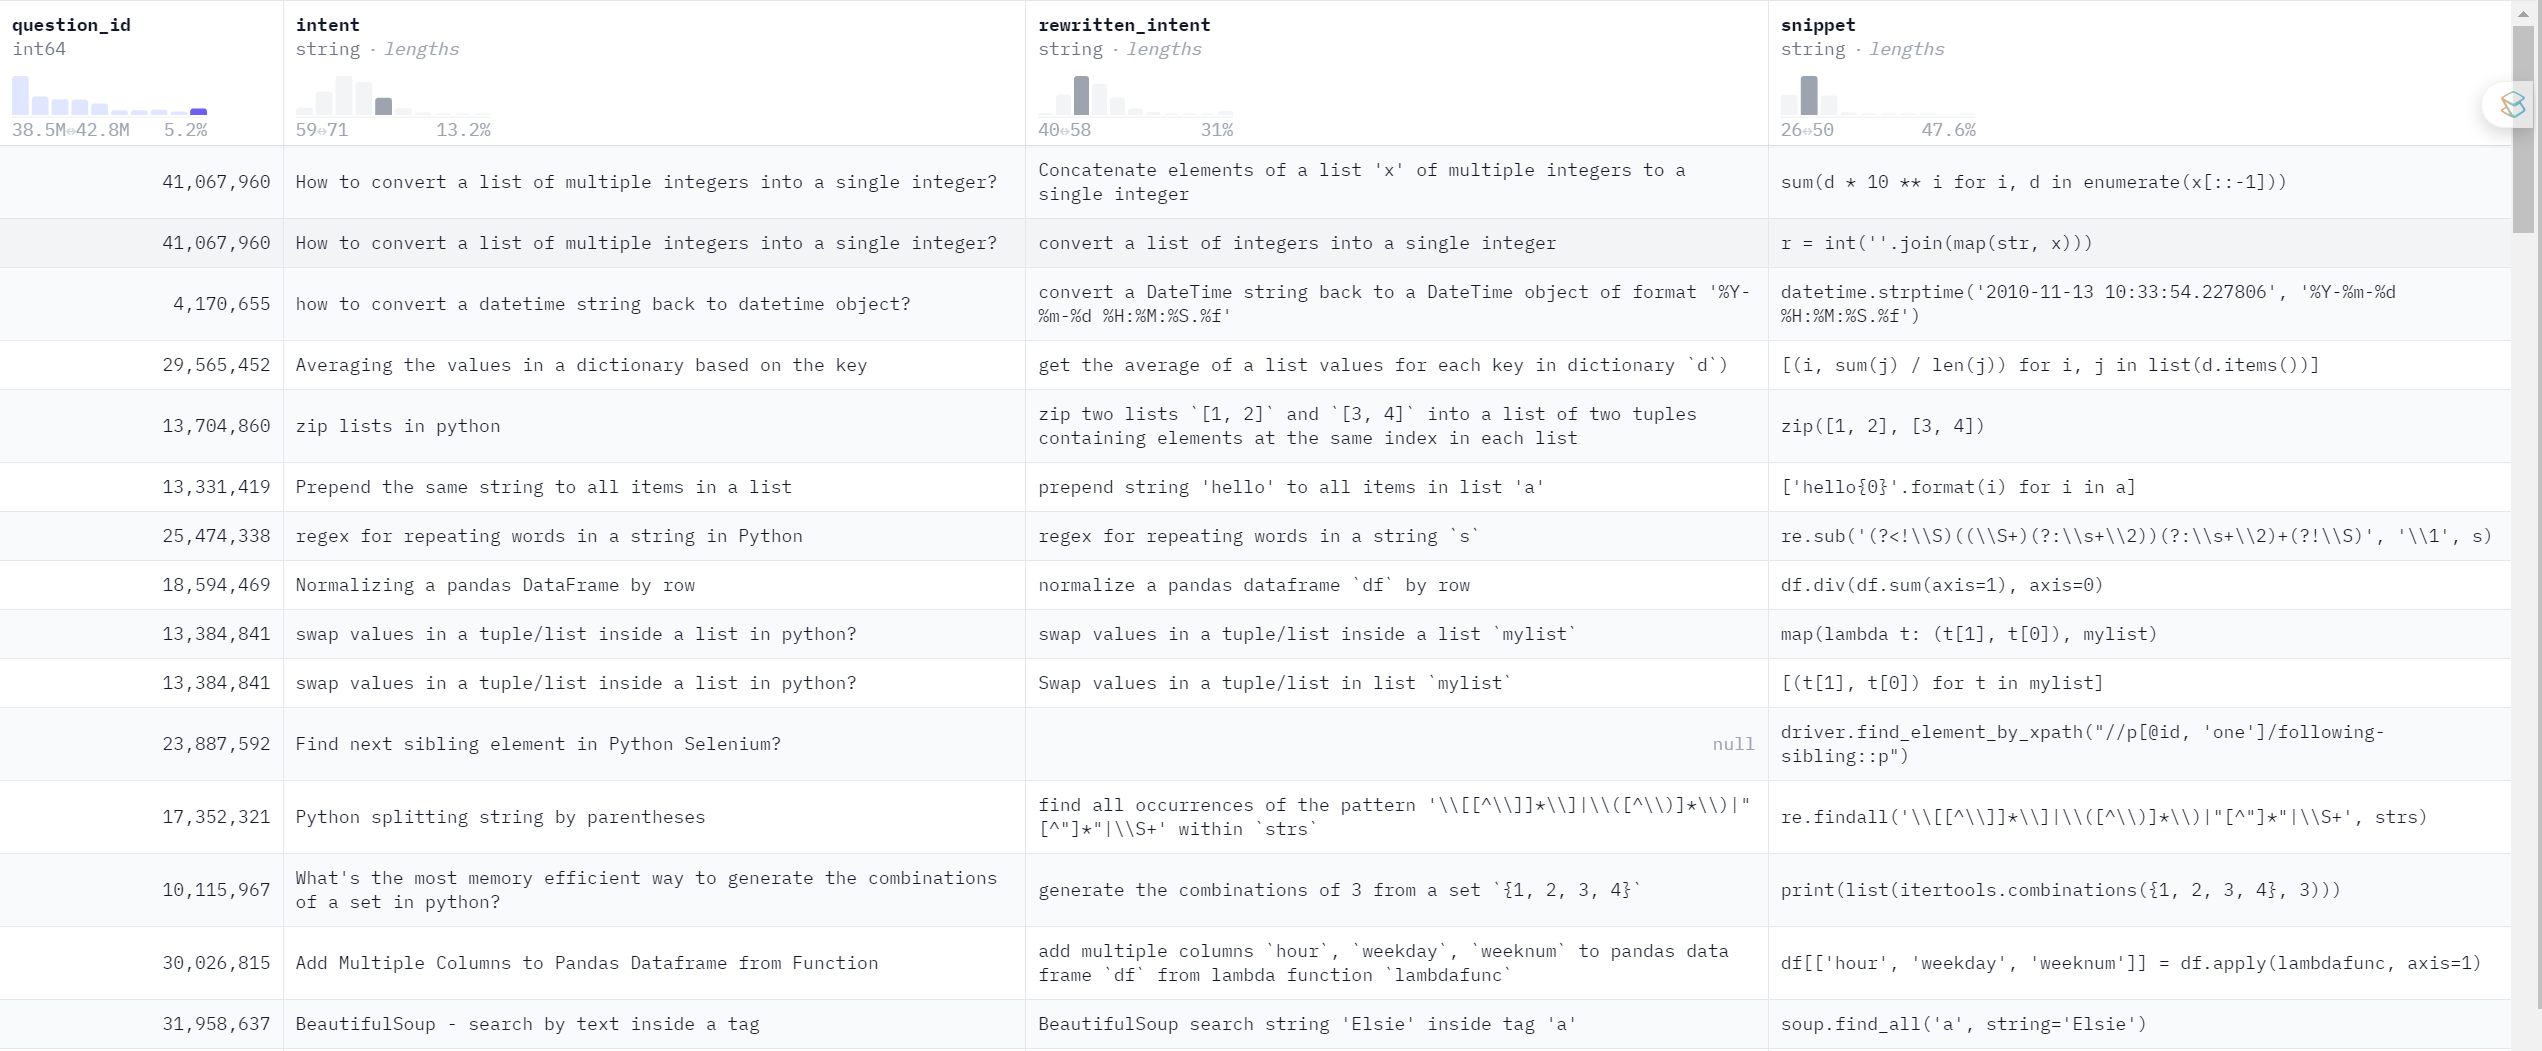 question_id
int64
38.5M⇔42.8M 5.2%
intent
string · lengths
59⇔71 13.2%
rewritten_intent
string · lengths
40⇔58 31%
snippet
string · lengths
26⇔50 47.6%
41,067,960
How to convert a list of multiple integers into a single integer?
Concatenate elements of a list 'x' of multiple integers to a
single integer
sum(d * 10 ** i for i, d in enumerate(x[::-1]))
41,067,960
How to convert a list of multiple integers into a single integer?
convert a list of integers into a single integer
r = int(''.join(map(str, x)))
4,170,655
how to convert a datetime string back to datetime object?
convert a DateTime string back to a DateTime object of format '%Y-
%m-%d %H:%M:%S.%f'
datetime.strptime('2010-11-13 10:33:54.227806', '%Y-%m-%d
%H:%M:%S.%f')
29,565,452
Averaging the values in a dictionary based on the key
get the average of a list values for each key in dictionary `d`)
[(i, sum(j) / len(j)) for i, j in list(d.items())]
13,704,860
zip lists in python
zip two lists `[1, 2]` and `[3, 4]` into a list of two tuples
containing elements at the same index in each list
zip([1, 2], [3, 4])
13,331,419
Prepend the same string to all items in a list
prepend string 'hello' to all items in list 'a'
['hello{0}'.format(i) for i in a]
25,474,338
regex for repeating words in a string in Python
regex for repeating words in a string `s`
re.sub('(?<!\\S)((\\S+)(?:\\s+\\2))(?:\\s+\\2)+(?!\\S)', '\\1', s)
18,594,469
Normalizing a pandas DataFrame by row
normalize a pandas dataframe `df` by row
df.div(df.sum(axis=1), axis=0)
13,384,841
swap values in a tuple/list inside a list in python?
swap values in a tuple/list inside a list `mylist`
map(lambda t: (t[1], t[0]), mylist)
13,384,841
swap values in a tuple/list inside a list in python?
Swap values in a tuple/list in list `mylist`
[(t[1], t[0]) for t in mylist]
23,887,592
Find next sibling element in Python Selenium?
null
driver.find_element_by_xpath("//p[@id, 'one']/following-
sibling::p")
17,352,321
Python splitting string by parentheses
find all occurrences of the pattern '\\[[^\\]]*\\]|\\([^\\)]*\\)|"
[^"]*"|\\S+' within `strs`
re.findall('\\[[^\\]]*\\]|\\([^\\)]*\\)|"[^"]*"|\\S+', strs)
10,115,967
What's the most memory efficient way to generate the combinations
of a set in python?
generate the combinations of 3 from a set `{1, 2, 3, 4}`
print(list(itertools.combinations({1, 2, 3, 4}, 3)))
30,026,815
Add Multiple Columns to Pandas Dataframe from Function
add multiple columns `hour`, `weekday`, `weeknum` to pandas data
frame `df` from lambda function `lambdafunc`
df[['hour', 'weekday', 'weeknum']] = df.apply(lambdafunc, axis=1)
31,958,637
BeautifulSoup - search by text inside a tag
BeautifulSoup search string 'Elsie' inside tag 'a'
soup.find_all('a', string='Elsie')